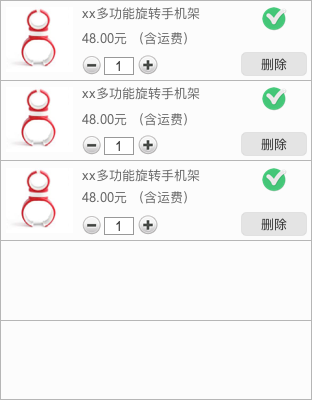 xx多功能旋转手机架
48.00元 （含运费）
1
删除
xx多功能旋转手机架
48.00元 （含运费）
1
删除
xx多功能旋转手机架
48.00元 （含运费）
1
删除